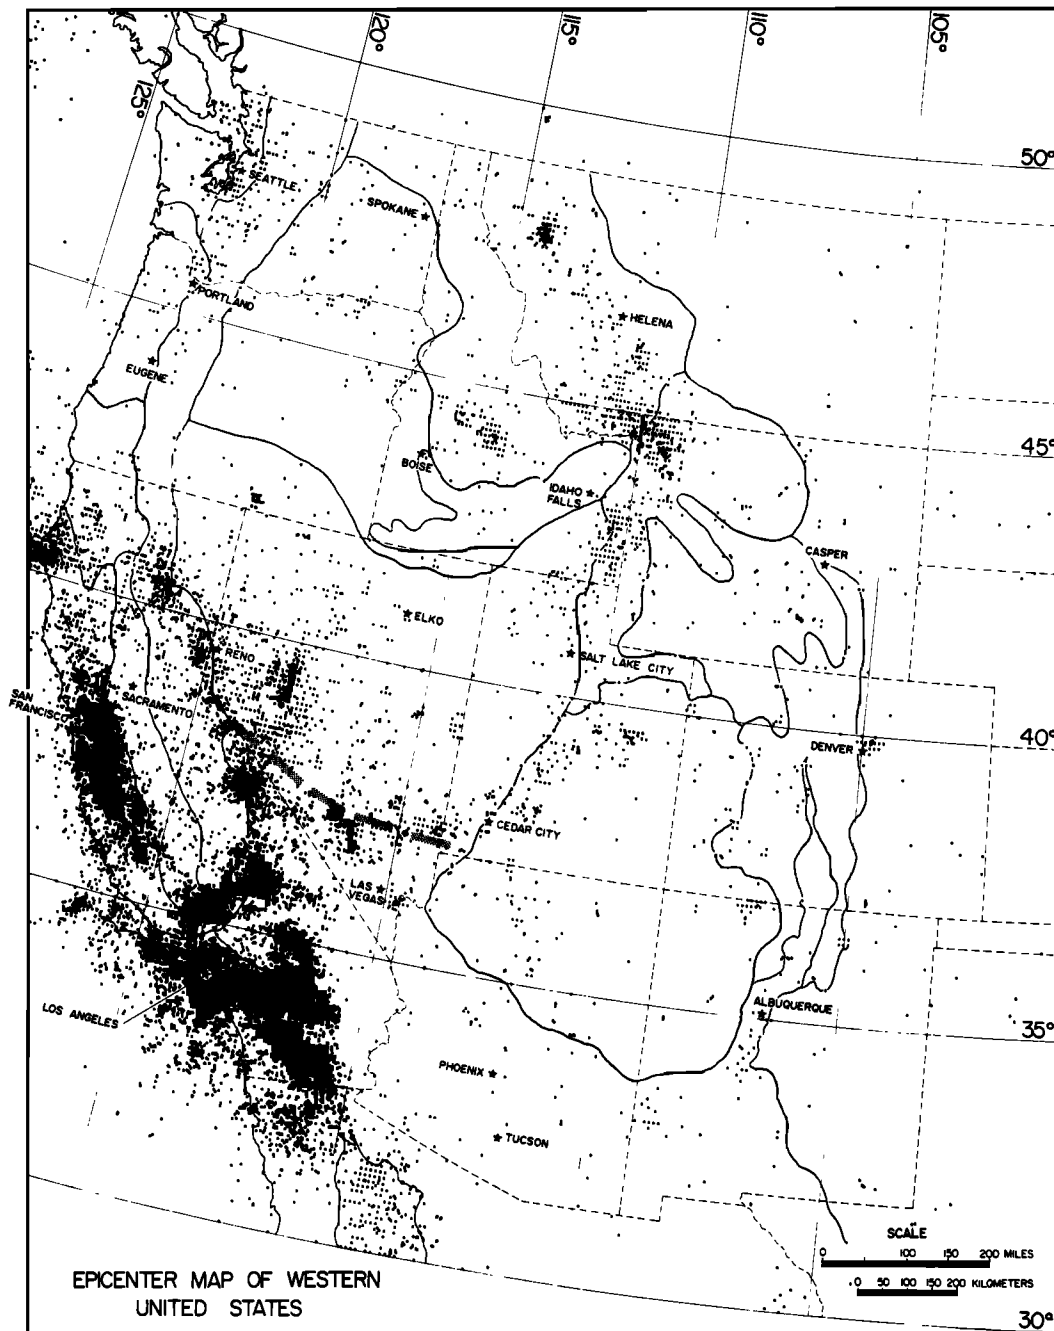 120°
115°
110°
105°
125°
50°
SEATTLE
SPOKANE
PORTLAND
HELENA
EUGENE
45°
BOISE
IDAHO
FALLS
CASPER
ELKO
RENO
SALT LAKE CITY
SAN
FRANCISCO
SACRAMENTO
40°
DENVER
CEDAR CITY
LAS
VEGAS
LOS ANGELES
ALBUQUERQUE
35°
PHOENIX
TUCSON
SCALE
0 100 150 200 MILES
0 50 100 150 200 KILOMETERS
EPICENTER MAP OF WESTERN
UNITED STATES
30°